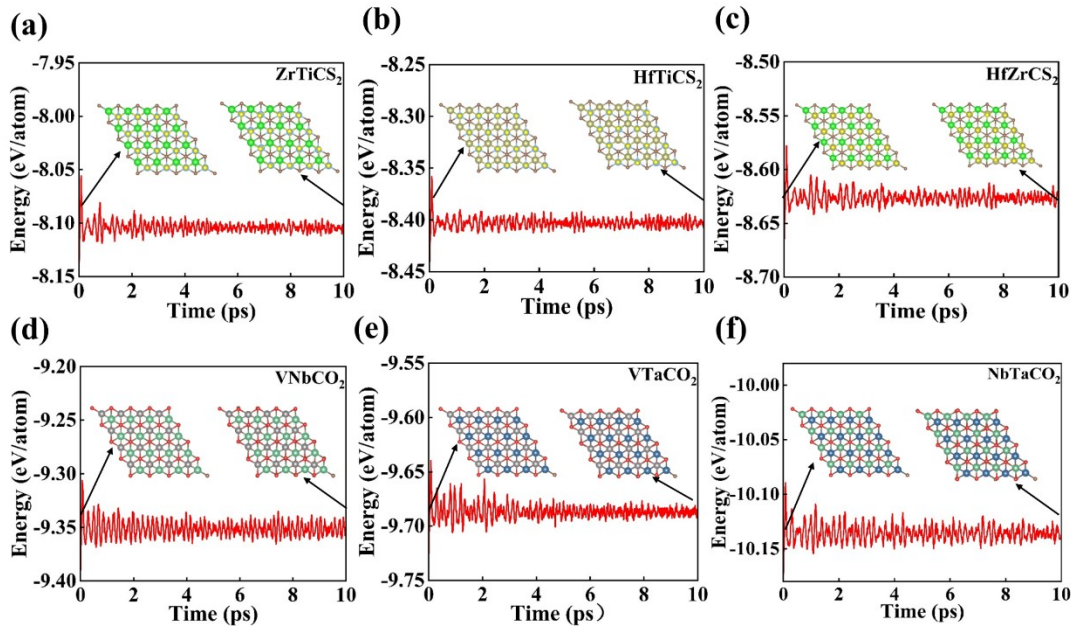 (a)
ZrTiCS₂
Energy (eV/atom)
-7.95
-8.00
-8.05
-8.10
-8.15
0 2 4 6 8 10
Time (ps)
(b)
HfTiCS₂
Energy (eV/atom)
-8.25
-8.30
-8.35
-8.40
-8.45
0 2 4 6 8 10
Time (ps)
(c)
HfZrCS₂
Energy (eV/atom)
-8.50
-8.55
-8.60
-8.65
-8.70
0 2 4 6 8 10
Time (ps)
(d)
VNbCO₂
Energy (eV/atom)
-9.20
-9.25
-9.30
-9.35
-9.40
0 2 4 6 8 10
Time (ps)
(e)
VTaCO₂
Energy (eV/atom)
-9.55
-9.60
-9.65
-9.70
-9.75
0 2 4 6 8 10
Time (ps）
(f)
NbTaCO₂
Energy (eV/atom)
-10.00
-10.05
-10.10
-10.15
0 2 4 6 8 10
Time (ps)